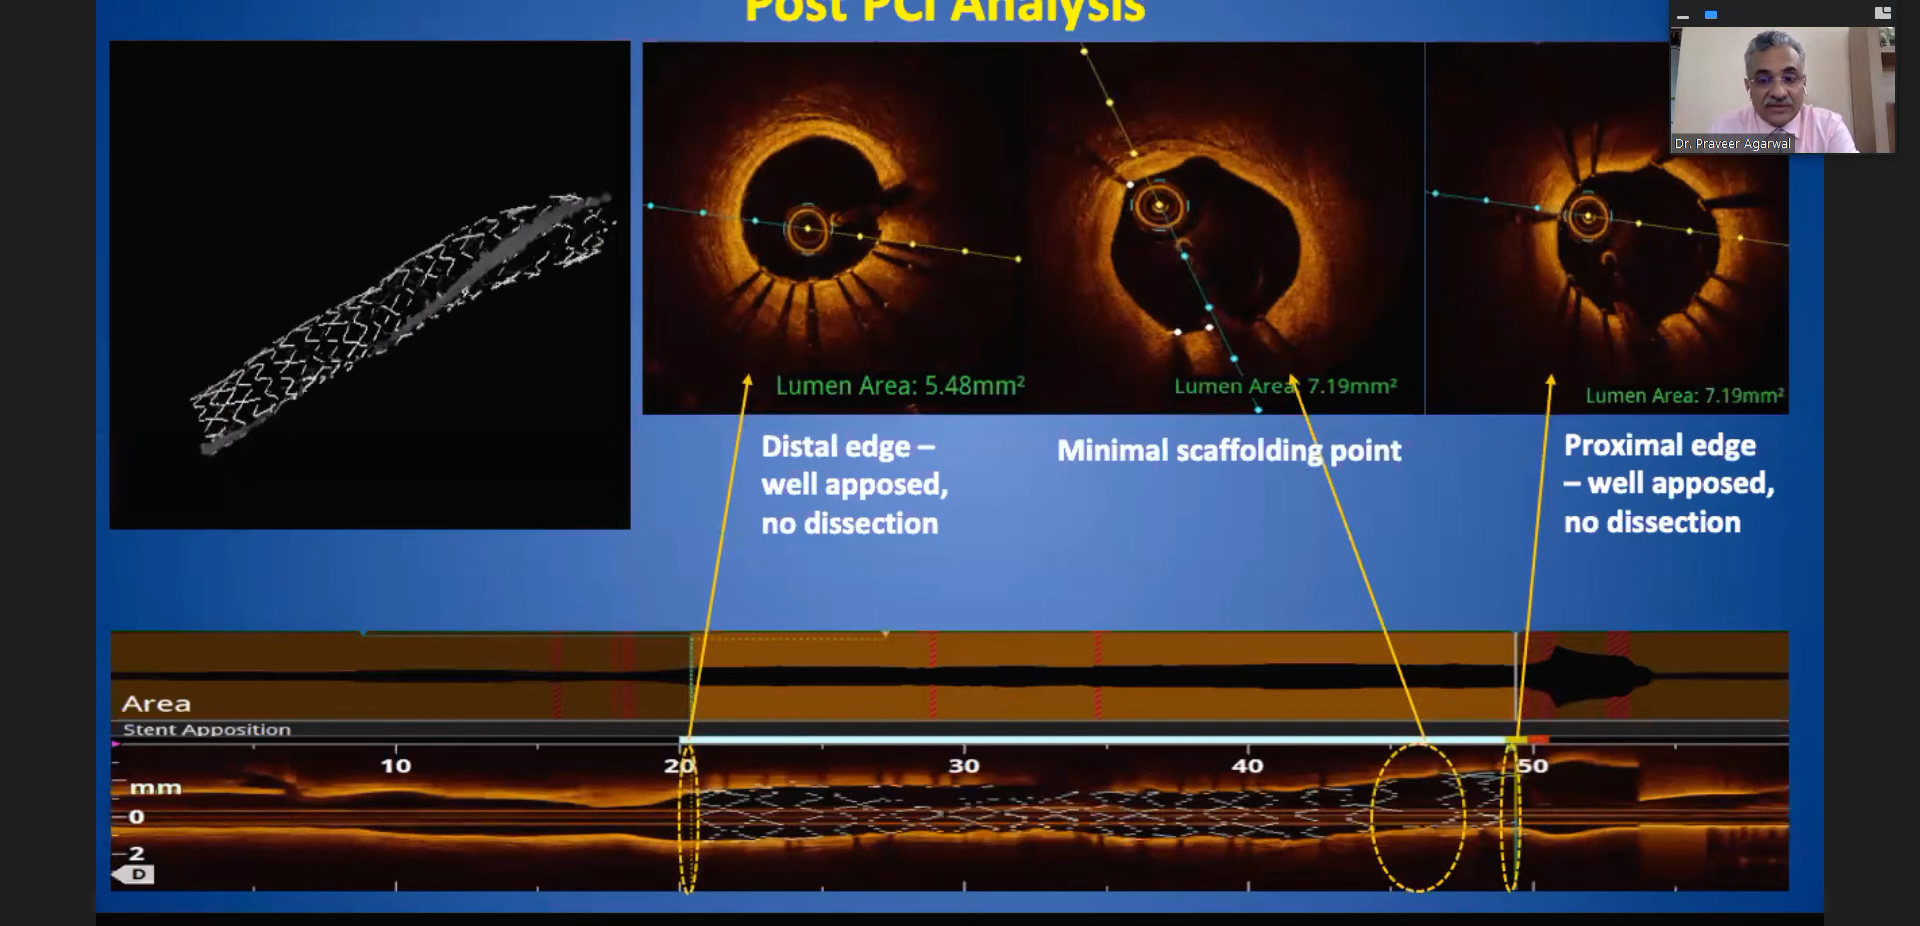 Post PCI Analysis
Dr. Praveer Agarwal
Lumen Area: 5.48mm²
Lumen Area: 7.19mm²
Lumen Area: 7.19mm²
Distal edge –
well apposed,
no dissection
Minimal scaffolding point
Proximal edge
– well apposed,
no dissection
Area
Stent Apposition
10 20 30 40 50
mm
0
2
D